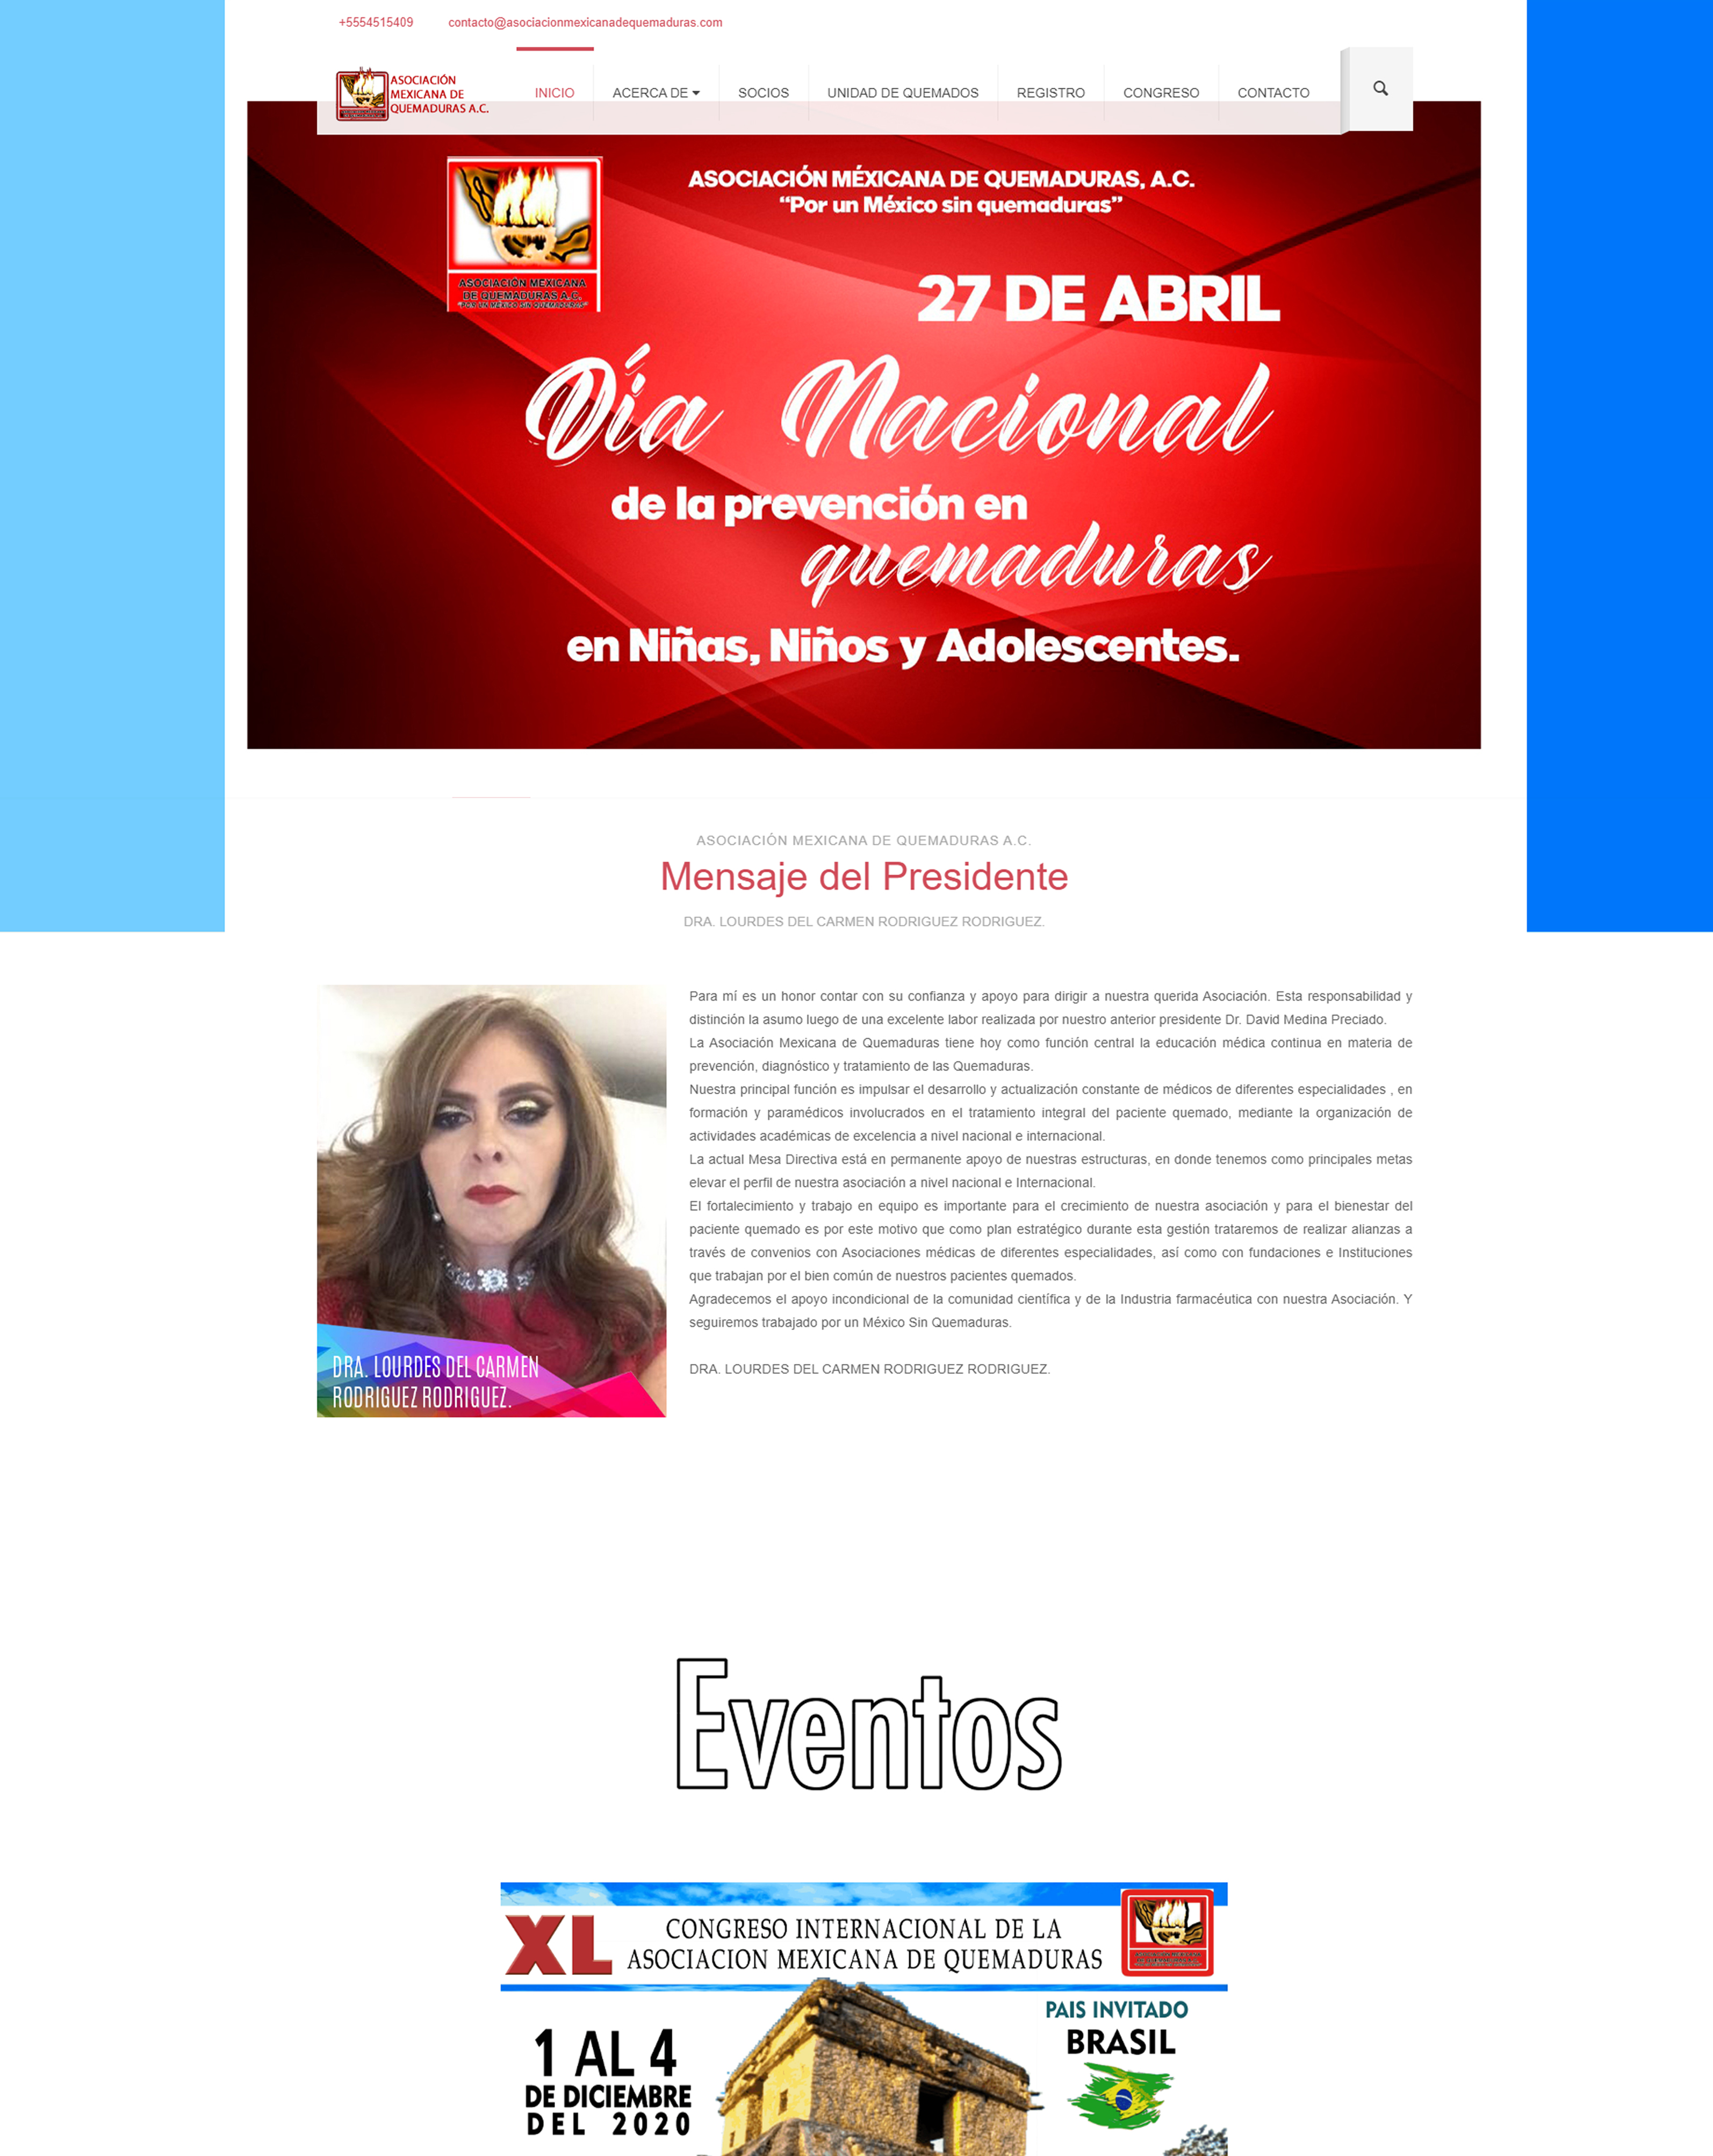 +5554515409 contacto@asociacionmexicanadequemaduras.com
ASOCIACIÓN
MEXICANA DE
QUEMADURAS A.C.
INICIO ACERCA DE SOCIOS UNIDAD DE QUEMADOS REGISTRO CONGRESO CONTACTO
ASOCIACIÓN MÉXICANA DE QUEMADURAS, A.C.
“Por un México sin quemaduras”
ASOCIACIÓN MEXICANA
DE QUEMADURAS A.C.
"POR UN MÉXICO SIN QUEMADURAS"
27 DE ABRIL
Día Nacional
de la prevención en
quemaduras
en Niñas, Niños y Adolescentes.
ASOCIACIÓN MEXICANA DE QUEMADURAS A.C.
Mensaje del Presidente
DRA. LOURDES DEL CARMEN RODRIGUEZ RODRIGUEZ.
Para mí es un honor contar con su confianza y apoyo para dirigir a nuestra querida Asociación. Esta responsabilidad y
distinción la asumo luego de una excelente labor realizada por nuestro anterior presidente Dr. David Medina Preciado.
La Asociación Mexicana de Quemaduras tiene hoy como función central la educación médica continua en materia de
prevención, diagnóstico y tratamiento de las Quemaduras.
Nuestra principal función es impulsar el desarrollo y actualización constante de médicos de diferentes especialidades , en
formación y paramédicos involucrados en el tratamiento integral del paciente quemado, mediante la organización de
actividades académicas de excelencia a nivel nacional e internacional.
La actual Mesa Directiva está en permanente apoyo de nuestras estructuras, en donde tenemos como principales metas
elevar el perfil de nuestra asociación a nivel nacional e Internacional.
El fortalecimiento y trabajo en equipo es importante para el crecimiento de nuestra asociación y para el bienestar del
paciente quemado es por este motivo que como plan estratégico durante esta gestión trataremos de realizar alianzas a
través de convenios con Asociaciones médicas de diferentes especialidades, así como con fundaciones e Instituciones
que trabajan por el bien común de nuestros pacientes quemados.
Agradecemos el apoyo incondicional de la comunidad científica y de la Industria farmacéutica con nuestra Asociación. Y
seguiremos trabajado por un México Sin Quemaduras.
DRA. LOURDES DEL CARMEN RODRIGUEZ RODRIGUEZ.
DRA. LOURDES DEL CARMEN
RODRIGUEZ RODRIGUEZ.
Eventos
XL CONGRESO INTERNACIONAL DE LA
ASOCIACION MEXICANA DE QUEMADURAS
PAIS INVITADO
BRASIL
1 AL 4
DE DICIEMBRE
DEL 2020